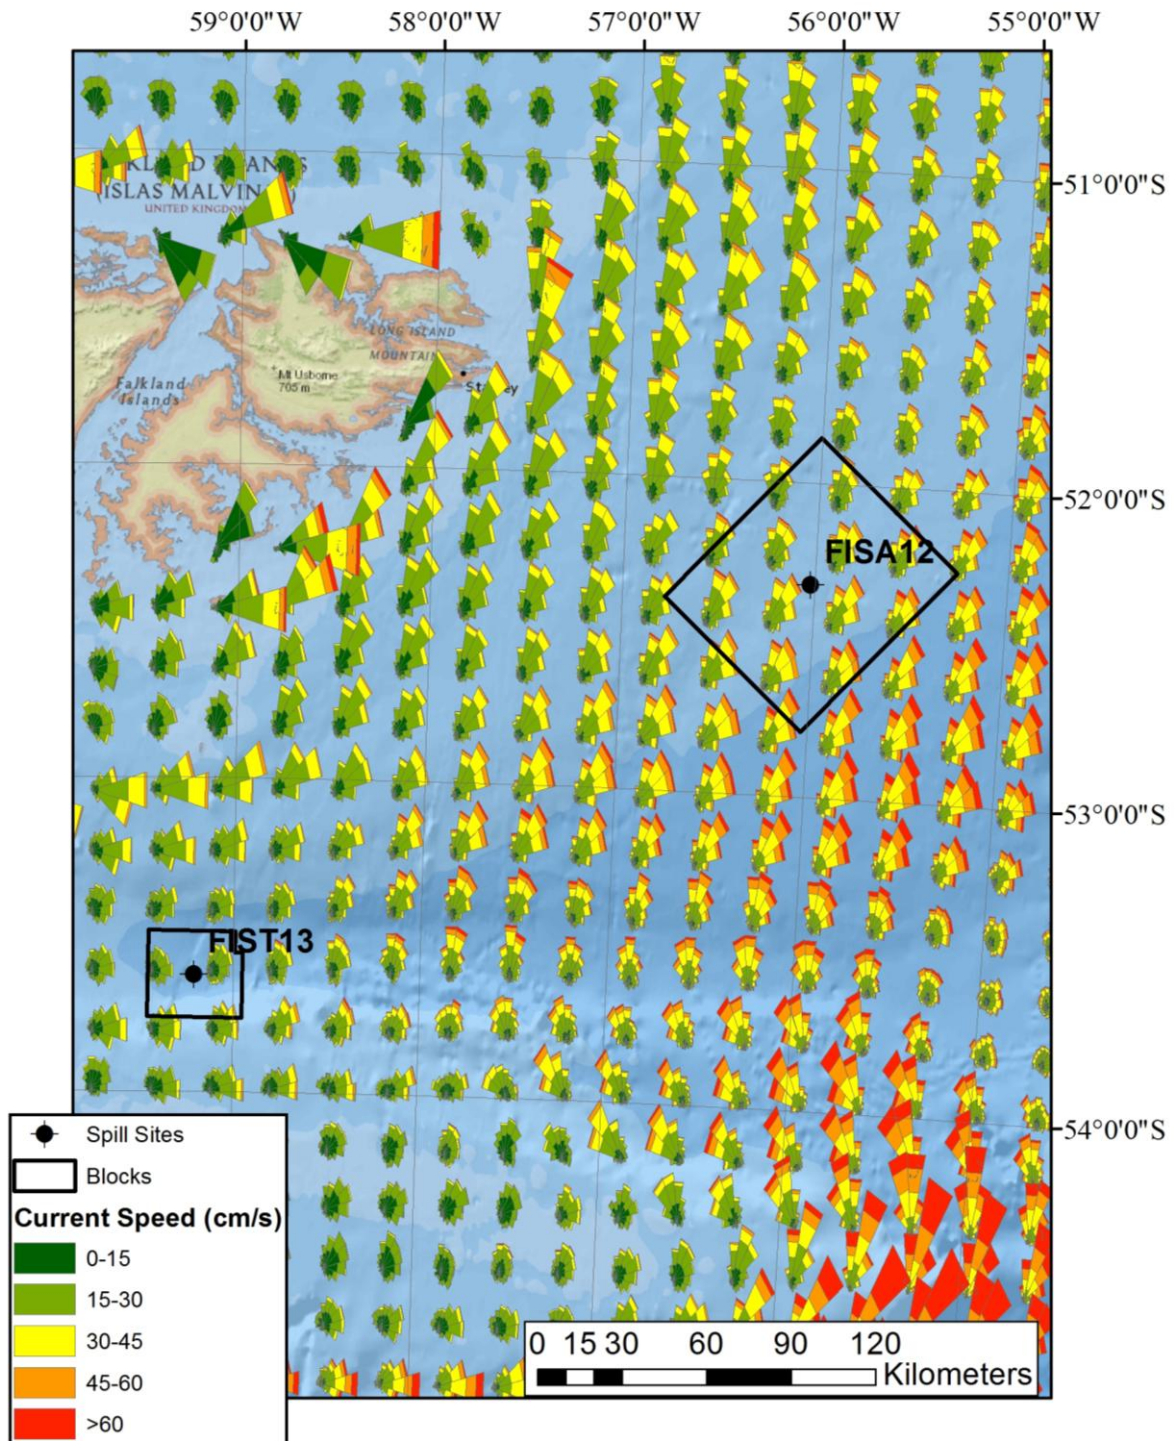 59°0'0"W 58°0'0"W 57°0'0"W 56°0'0"W 55°0'0"W
51°0'0"S
(ISLAS MALVIN
UNITED KINGDOM
LONG ISLAND
MOUNTAIN
Mt Usborne
705 m
Falkland
Islands
52°0'0"S
FISA12
53°0'0"S
FIST13
54°0'0"S
Spill Sites
Blocks
Current Speed (cm/s)
0-15
15-30
30-45
45-60
>60
0 15 30 60 90 120
Kilometers